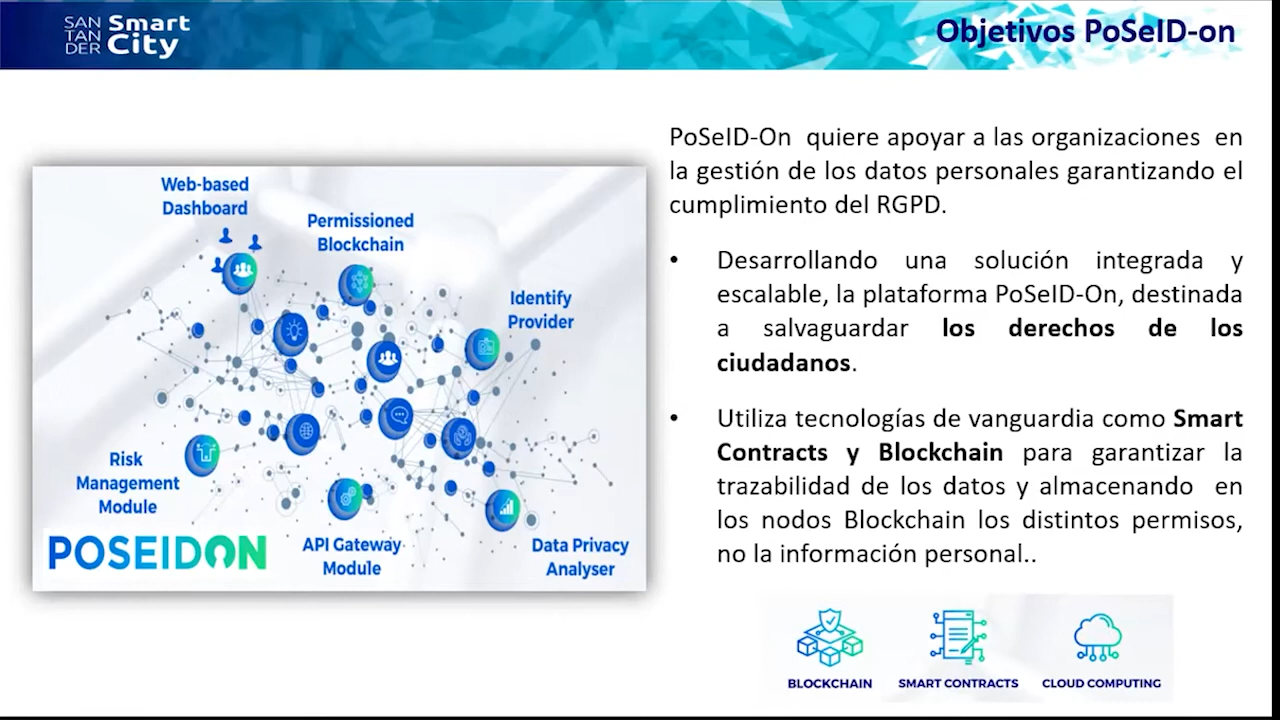 SAN
TAN
DER
Smart
City
Objetivos PoSeID-on
PoSeID-On quiere apoyar a las organizaciones en
la gestión de los datos personales garantizando el
cumplimiento del RGPD.
• Desarrollando una solución integrada y
escalable, la plataforma PoSeID-On, destinada
a salvaguardar los derechos de los
ciudadanos.
• Utiliza tecnologías de vanguardia como Smart
Contracts y Blockchain para garantizar la
trazabilidad de los datos y almacenando en
los nodos Blockchain los distintos permisos,
no la información personal..
Web-based
Dashboard
Permissioned
Blockchain
Identify
Provider
Risk
Management
Module
API Gateway
Module
Data Privacy
Analyser
POSEIDON
BLOCKCHAIN
SMART CONTRACTS
CLOUD COMPUTING